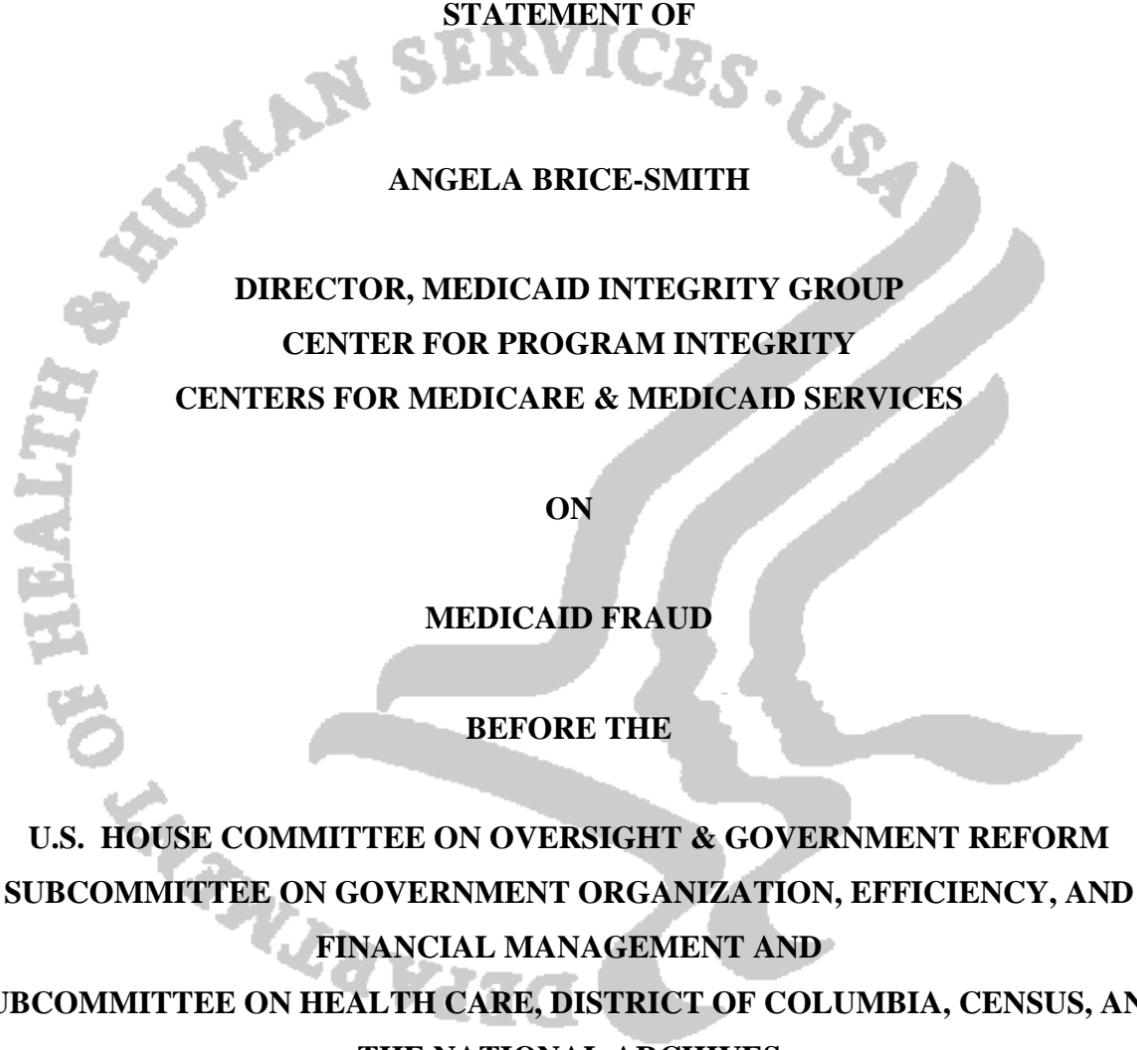 STATEMENT OF
ANGELA BRICE-SMITH
DIRECTOR, MEDICAID INTEGRITY GROUP
CENTER FOR PROGRAM INTEGRITY
CENTERS FOR MEDICARE & MEDICAID SERVICES
ON
MEDICAID FRAUD
BEFORE THE
U.S. HOUSE COMMITTEE ON OVERSIGHT & GOVERNMENT REFORM
SUBCOMMITTEE ON GOVERNMENT ORGANIZATION, EFFICIENCY, AND
FINANCIAL MANAGEMENT AND
UBCOMMITTEE ON HEALTH CARE, DISTRICT OF COLUMBIA, CENSUS, AN
THE NATIONAL ARCHIVES
DEPARTMENT OF HEALTH & HUMAN SERVICES · USA